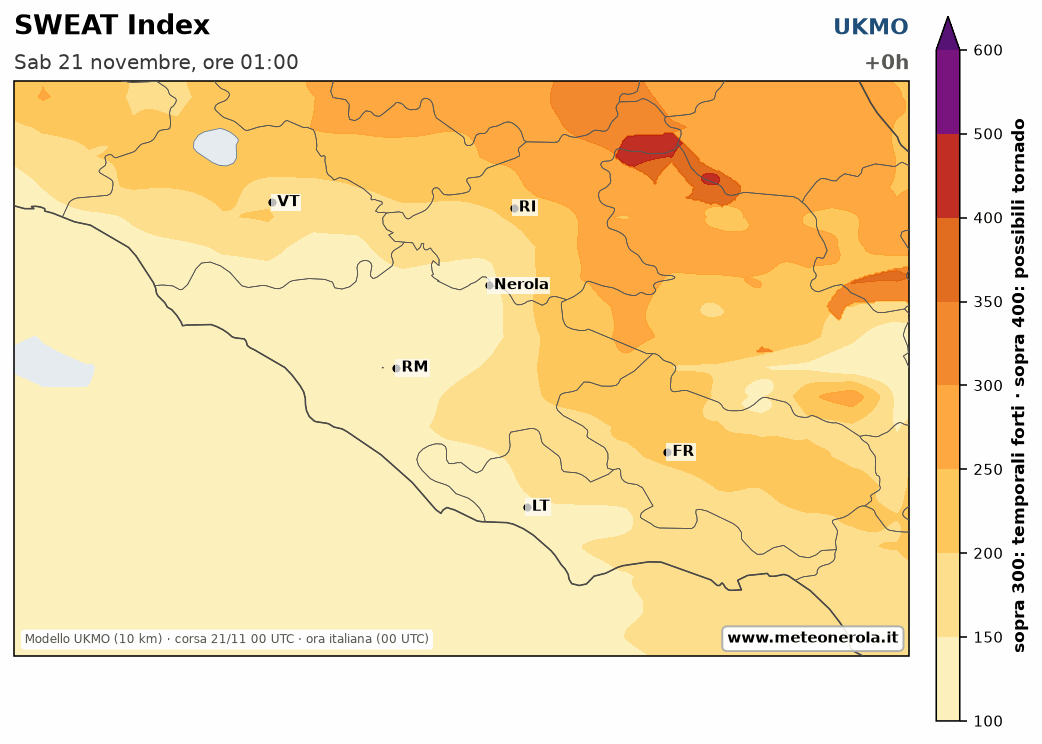 SWEAT Index
UKMO
Sab 21 novembre, ore 01:00
+0h
VT
RI
Nerola
RM
FR
LT
Modello UKMO (10 km) · corsa 21/11 00 UTC · ora italiana (00 UTC)
www.meteonerola.it
600
500
400
350
300
250
200
150
100
sopra 300: temporali forti · sopra 400: possibili tornado